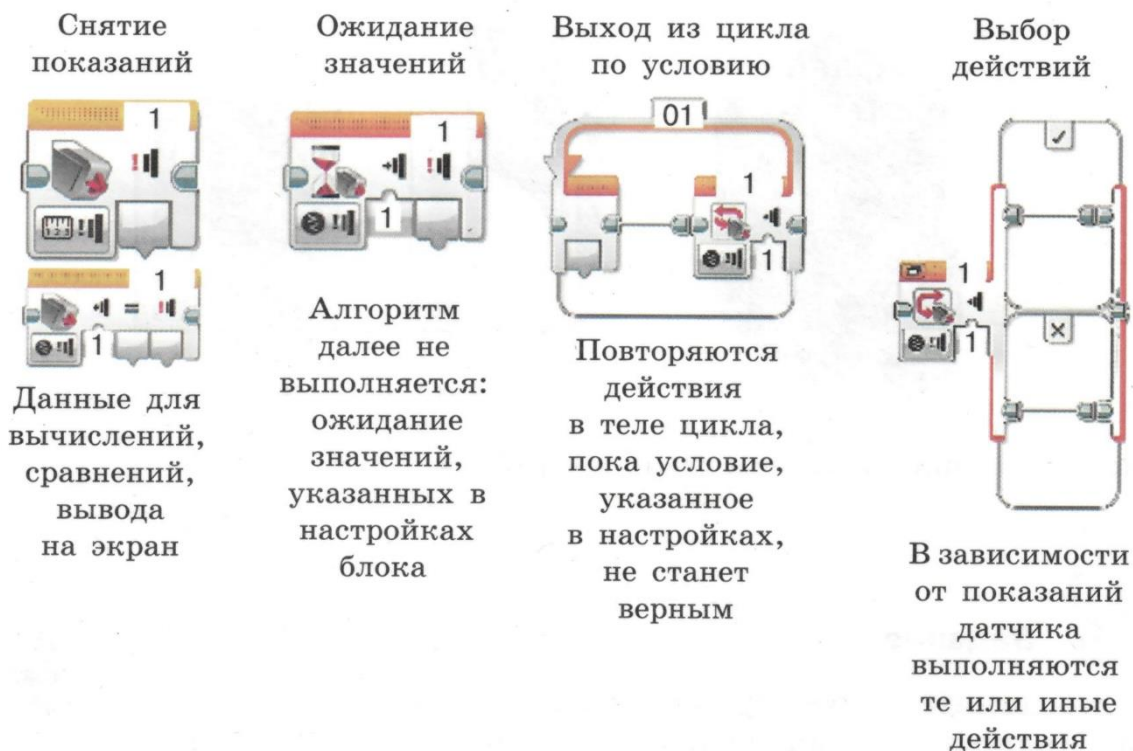 Снятие
показаний
1
1
Данные для
вычислений,
сравнений,
вывода
на экран
Ожидание
значений
1
1
Алгоритм
далее не
выполняется:
ожидание
значений,
указанных в
настройках
блока
Выход из цикла
по условию
01
1
1
Повторяются
действия
в теле цикла,
пока условие,
указанное
в настройках,
не станет
верным
Выбор
действий
1
1
В зависимости
от показаний
датчика
выполняются
те или иные
действия